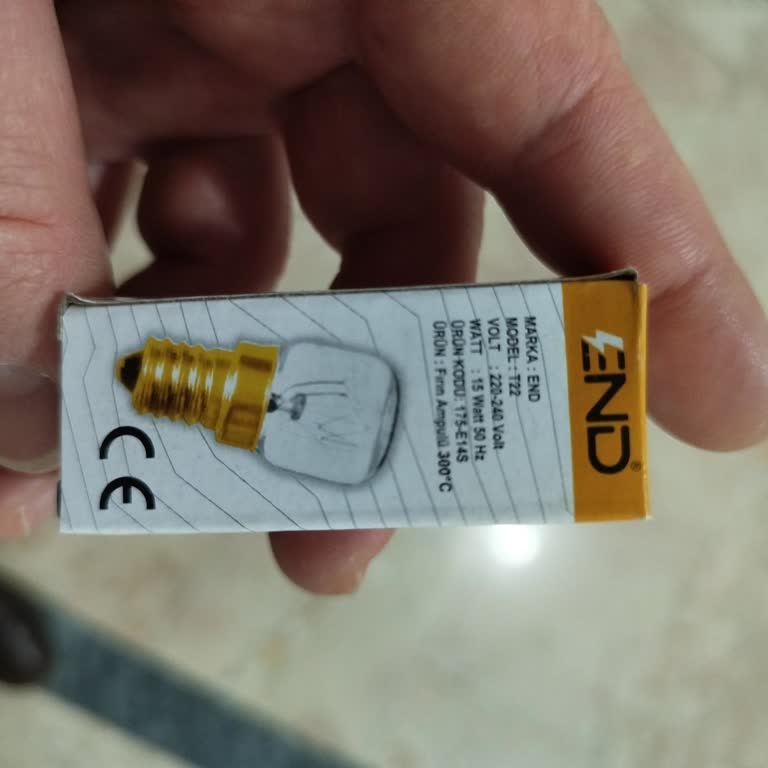 END®
MARKA : END
MODEL : T22
VOLT : 220-240 Volt
WATT : 15 Watt 50 Hz
ÜRÜN KODU: 175-E14S
ÜRÜN : Fırın Ampulü 300°C
CE